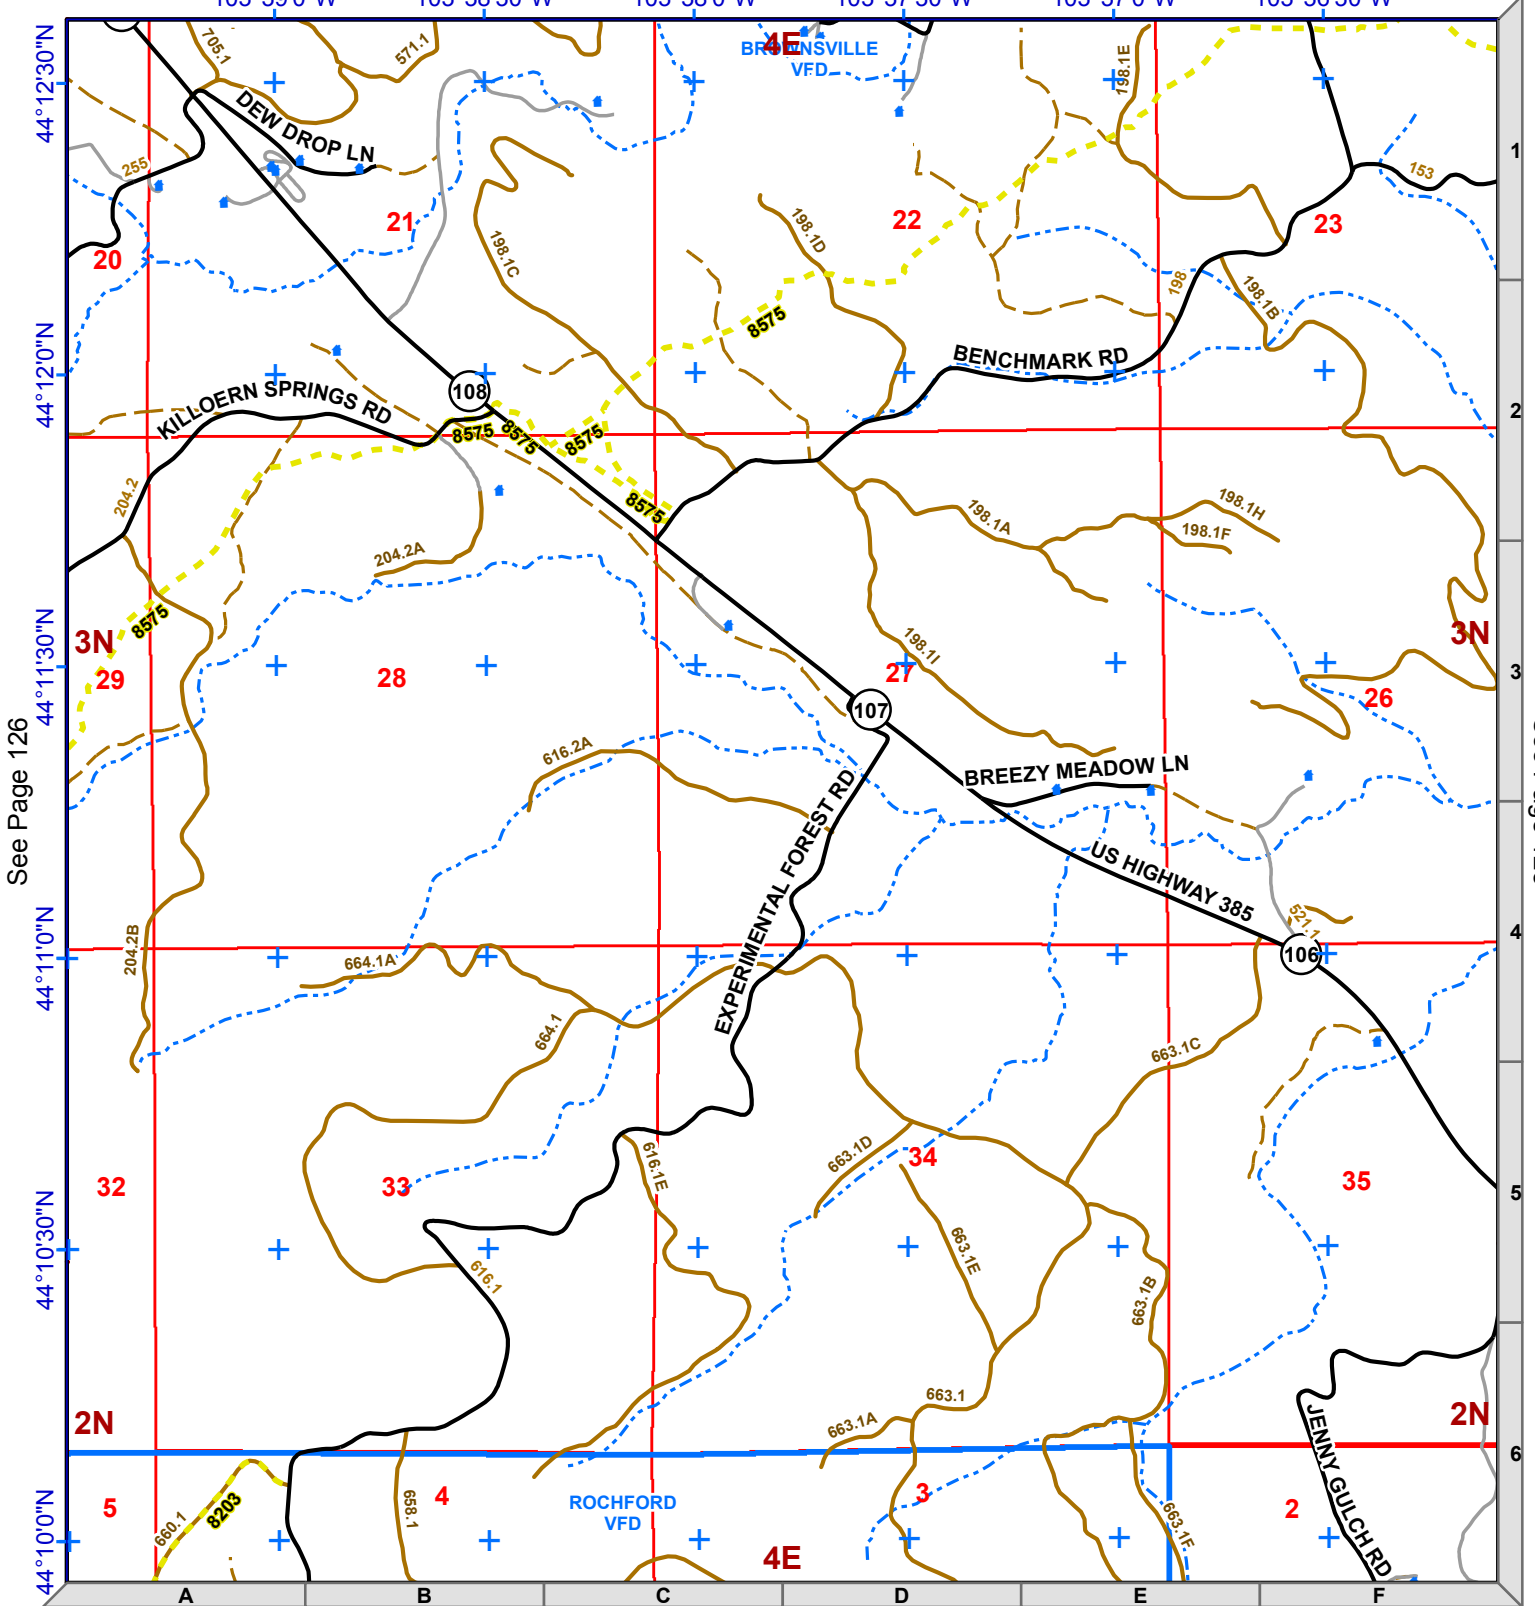 4E
BROWNSVILLE
VFD
44°12'30"N
705.1
571.1
198.1E
DEW DROP LN
1
255
153
21
22
23
20
198.1D
198.1C
198
198.1B
8575
BENCHMARK RD
44°12'0"N
108
KILLOERN SPRINGS RD
2
8575
8575
8575
8575
204.2
198.1A
198.1H
198.1F
204.2A
8575
3N
3N
44°11'30"N
198.1I
29
28
27
26
3
107
See Page 126
616.2A
BREEZY MEADOW LN
EXPERIMENTAL FOREST RD
US HIGHWAY 385
521.1
4
204.2B
664.1A
106
44°11'0"N
664.1
663.1C
663.1D
34
616.1E
32
33
35
5
44°10'30"N
663.1E
616.1
663.1B
2N
2N
663.1
663.1A
JENNY GULCH RD
6
5
4
3
2
8203
660.1
658.1
ROCHFORD
VFD
663.1F
44°10'0"N
4E
A
B
C
D
E
F